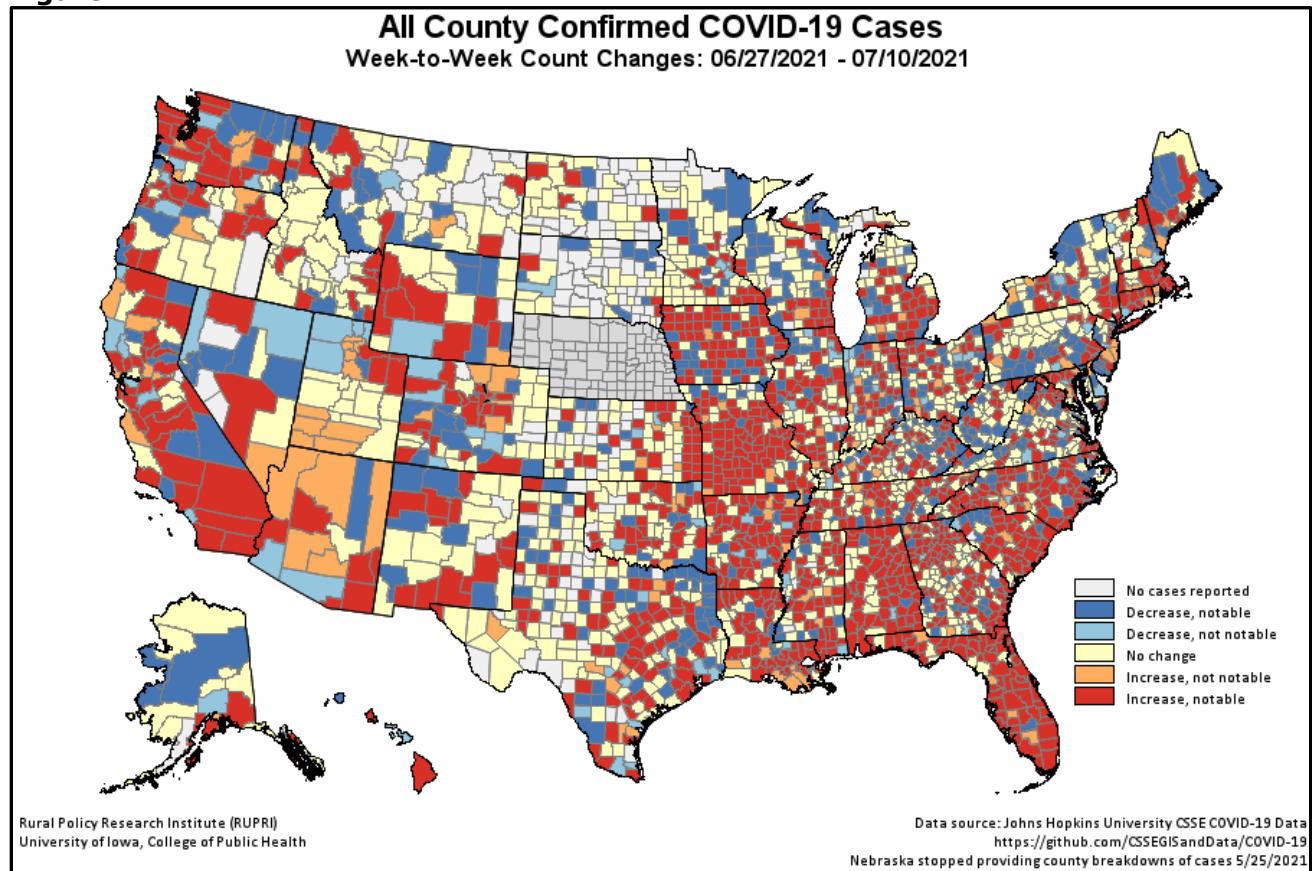 All County Confirmed COVID-19 Cases
Week-to-Week Count Changes: 06/27/2021 - 07/10/2021
No cases reported
Decrease, notable
Decrease, not notable
No change
Increase, not notable
Increase, notable
Rural Policy Research Institute (RUPRI)
University of Iowa, College of Public Health
Data source: Johns Hopkins University CSSE COVID-19 Data
https://github.com/CSSEGISandData/COVID-19
Nebraska stopped providing county breakdowns of cases 5/25/2021